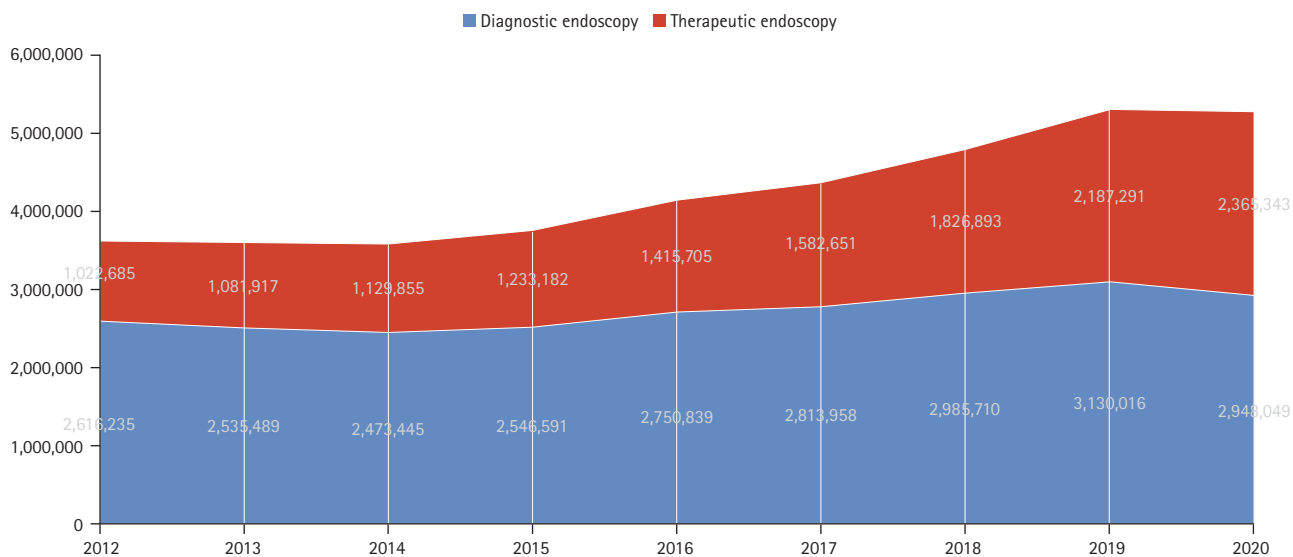 Diagnostic endoscopy Therapeutic endoscopy
6,000,000
5,000,000
4,000,000
3,000,000
2,000,000
1,000,000
0
1,022,685 1,081,917 1,129,855 1,233,182 1,415,705 1,582,651 1,826,893 2,187,291 2,365,343
2,616,235 2,535,489 2,473,445 2,546,591 2,750,839 2,813,958 2,985,710 3,130,016 2,948,049
2012 2013 2014 2015 2016 2017 2018 2019 2020